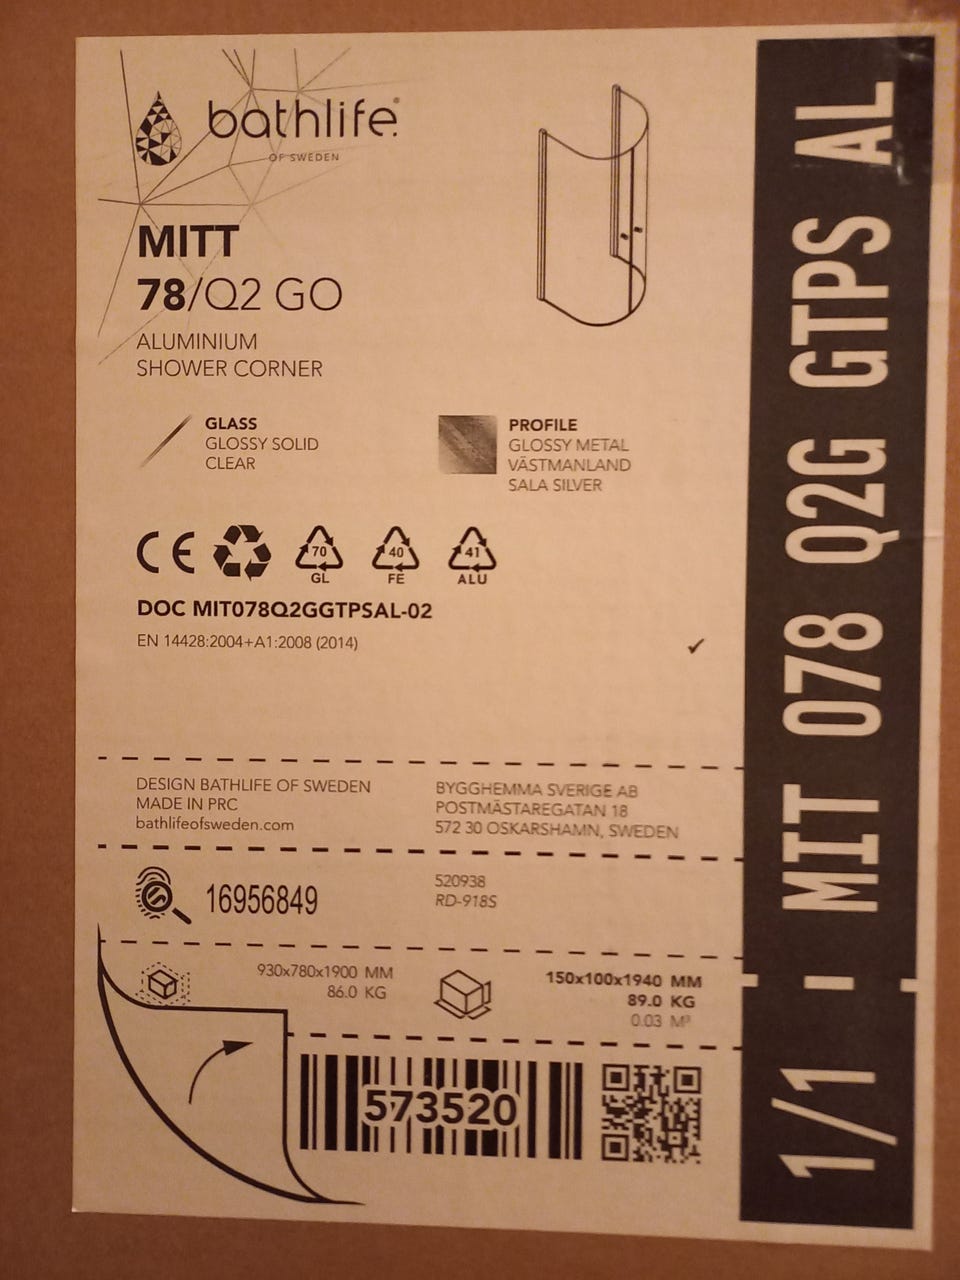 bathlife®
OF SWEDEN
MITT
78/Q2 GO
ALUMINIUM
SHOWER CORNER
GLASS
GLOSSY SOLID
CLEAR
PROFILE
GLOSSY METAL
VÄSTMANLAND
SALA SILVER
CE
70
GL
40
FE
41
ALU
DOC MIT078Q2GGTPSAL-02
EN 14428:2004+A1:2008 (2014)
✓
DESIGN BATHLIFE OF SWEDEN
MADE IN PRC
bathlifeofsweden.com
BYGGHEMMA SVERIGE AB
POSTMÄSTAREGATAN 18
572 30 OSKARSHAMN, SWEDEN
16956849
520938
RD-918S
930x780x1900 MM
86.0 KG
150x100x1940 MM
89.0 KG
0.03 M³
573520
1/1 - MIT 078 Q2G GTPS AL